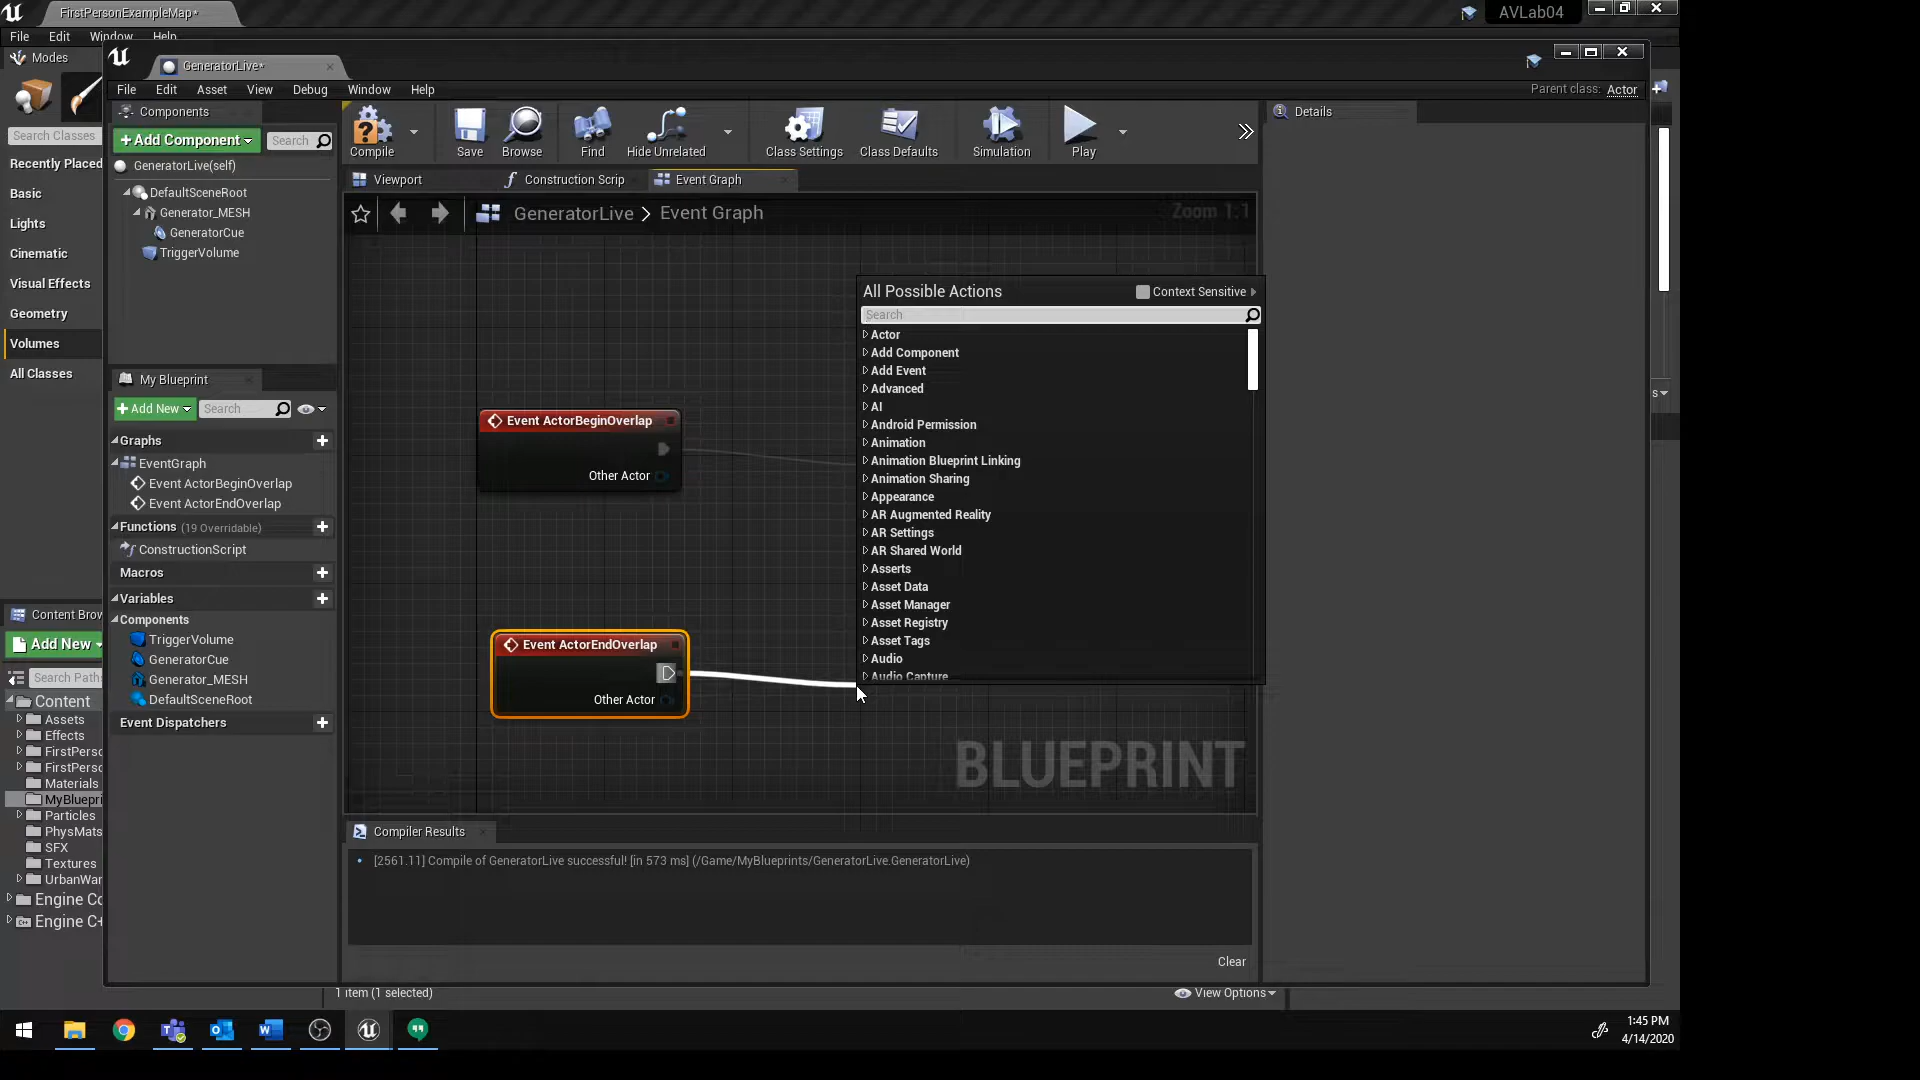 FirstPersonExampleMap*
AVLab04
File Edit Window Help
Modes
GeneratorLive*
File Edit Asset View Debug Window Help
Parent class: Actor
Components
Search Classes
+ Add Component
Search
Recently Placed
GeneratorLive(self)
Basic
DefaultSceneRoot
Generator_MESH
Lights
GeneratorCue
Cinematic
TriggerVolume
Visual Effects
Geometry
Volumes
All Classes
Compile
Save
Browse
Find
Hide Unrelated
Class Settings
Class Defaults
Simulation
Play
Details
Viewport
Construction Scrip
Event Graph
GeneratorLive > Event Graph
Zoom 1:1
My Blueprint
+ Add New
Search
Graphs
EventGraph
Event ActorBeginOverlap
Event ActorEndOverlap
Functions (19 Overridable)
ConstructionScript
Macros
Variables
Components
TriggerVolume
GeneratorCue
Generator_MESH
DefaultSceneRoot
Event Dispatchers
Event ActorBeginOverlap
Other Actor
Event ActorEndOverlap
Other Actor
All Possible Actions
Context Sensitive
Search
Actor
Add Component
Add Event
Advanced
AI
Android Permission
Animation
Animation Blueprint Linking
Animation Sharing
Appearance
AR Augmented Reality
AR Settings
AR Shared World
Asserts
Asset Data
Asset Manager
Asset Registry
Asset Tags
Audio
Audio Capture
BLUEPRINT
Content Brow
Add New
Search Paths
Content
Assets
Effects
FirstPerso
FirstPerso
Materials
MyBluepri
Particles
PhysMats
SFX
Textures
UrbanWar
Engine Co
Engine C+
Compiler Results
[2561.11] Compile of GeneratorLive successful! [in 573 ms] (/Game/MyBlueprints/GeneratorLive.GeneratorLive)
Clear
1 item (1 selected)
View Options
1:45 PM
4/14/2020